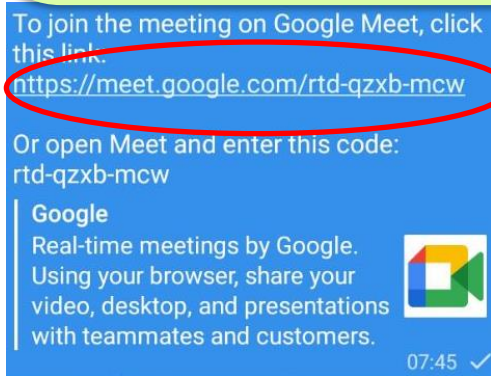 To join the meeting on Google Meet, click
this link:
https://meet.google.com/rtd-qzxb-mcw
Or open Meet and enter this code:
rtd-qzxb-mcw
Google
Real-time meetings by Google.
Using your browser, share your
video, desktop, and presentations
with teammates and customers.
07:45